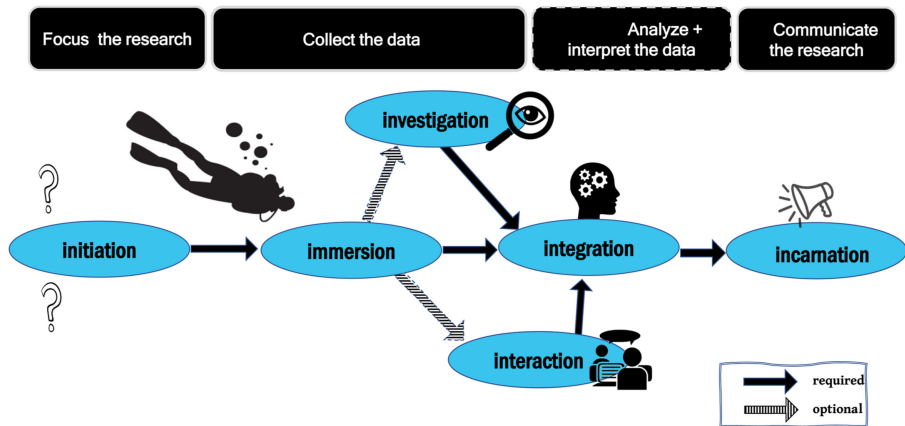 Focus the research
Collect the data
Analyze +
interpret the data
Communicate
the research
investigation
initiation
immersion
integration
incarnation
interaction
required
optional